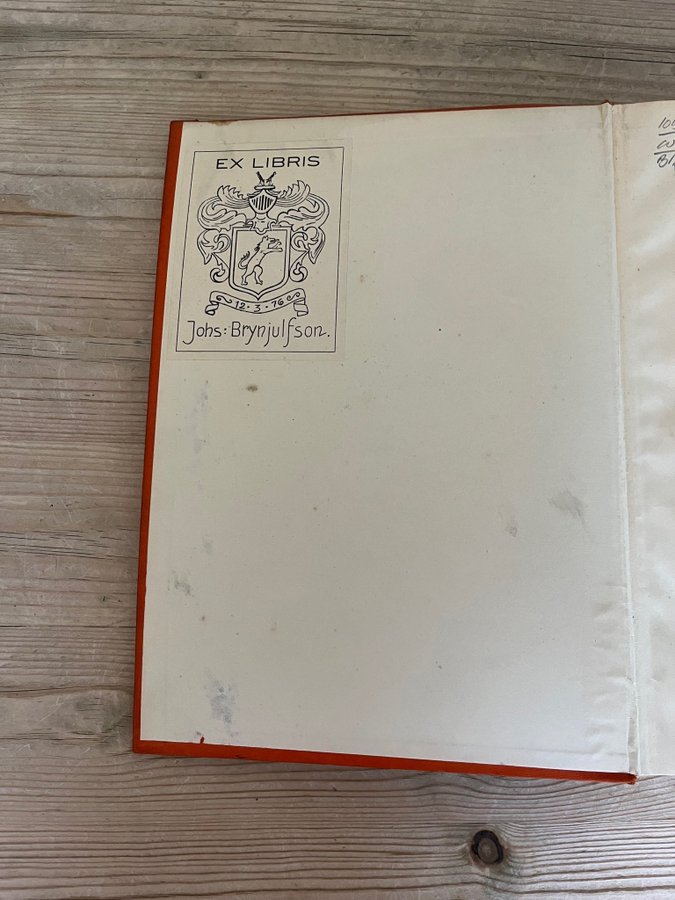 EX LIBRIS
12·3·76
Johs: Brynjulfson.